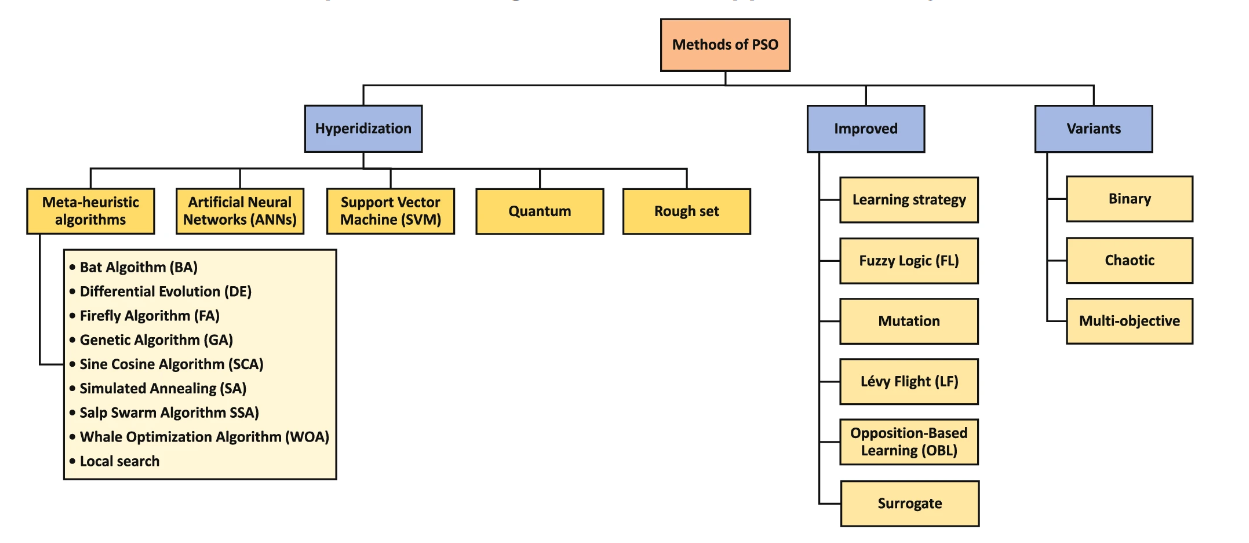 Methods of PSO
Hyperidization
Improved
Variants
Meta-heuristic
algorithms
Artificial Neural
Networks (ANNs)
Support Vector
Machine (SVM)
Quantum
Rough set
• Bat Algoithm (BA)
• Differential Evolution (DE)
• Firefly Algorithm (FA)
• Genetic Algorithm (GA)
• Sine Cosine Algorithm (SCA)
• Simulated Annealing (SA)
• Salp Swarm Algorithm SSA)
• Whale Optimization Algorithm (WOA)
• Local search
Learning strategy
Fuzzy Logic (FL)
Mutation
Lévy Flight (LF)
Opposition-Based
Learning (OBL)
Surrogate
Binary
Chaotic
Multi-objective